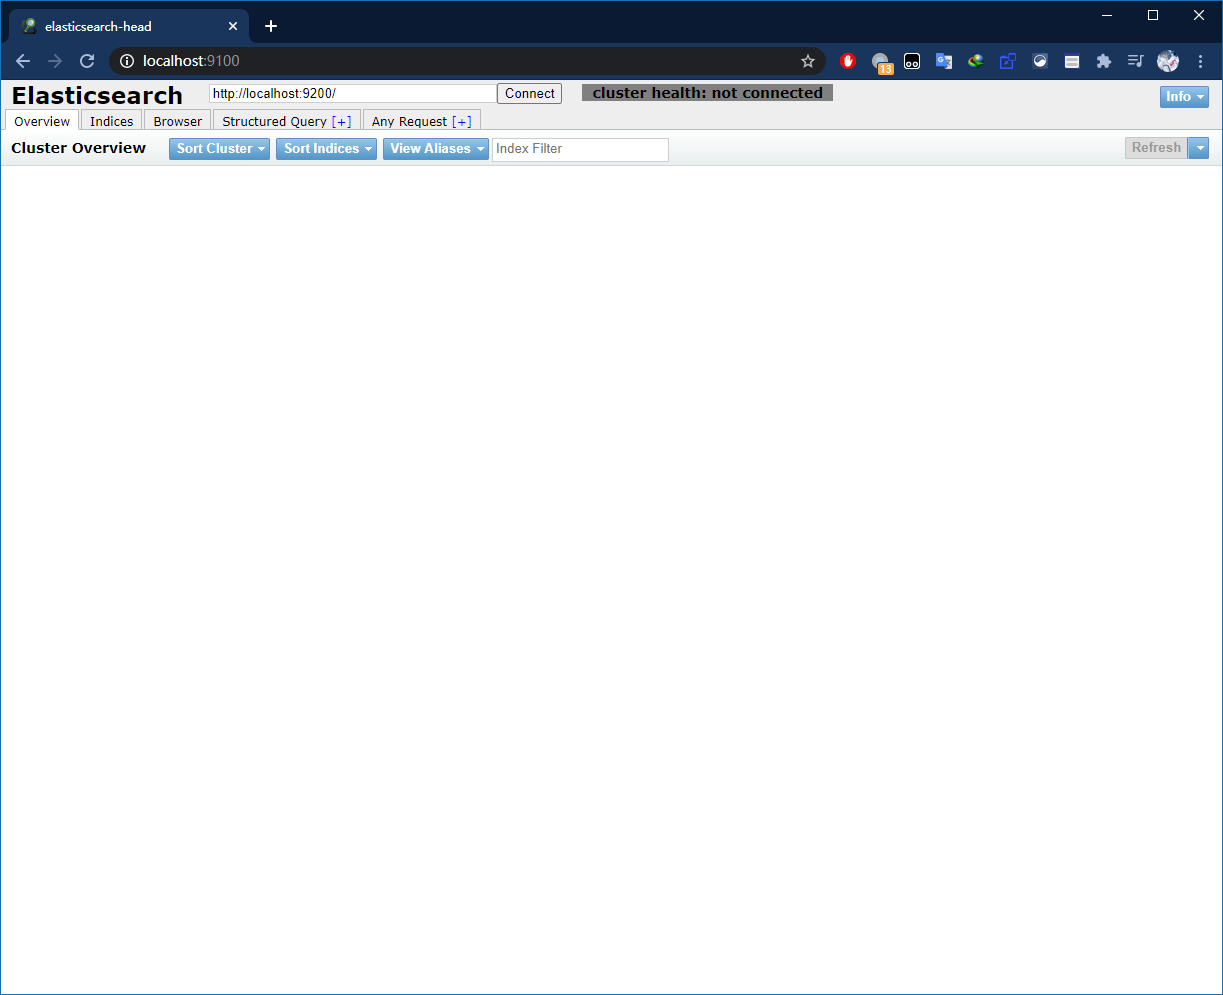 elasticsearch-head
localhost:9100
13
Elasticsearch
http://localhost:9200/
Connect
cluster health: not connected
Info
Overview
Indices
Browser
Structured Query [+]
Any Request [+]
Cluster Overview
Sort Cluster
Sort Indices
View Aliases
Index Filter
Refresh